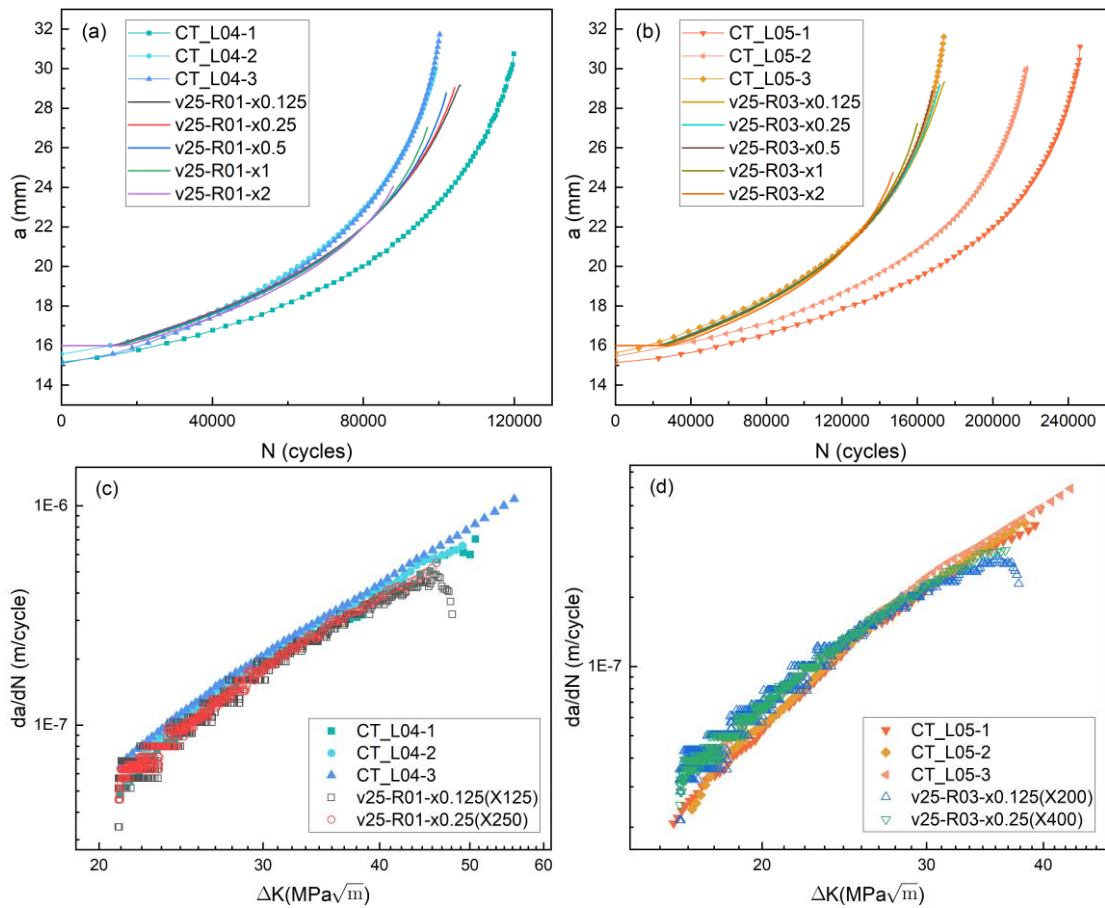 (a)
CT_L04-1
CT_L04-2
CT_L04-3
v25-R01-x0.125
v25-R01-x0.25
v25-R01-x0.5
v25-R01-x1
v25-R01-x2
32
30
28
26
24
22
20
18
16
14
a (mm)
0
40000
80000
120000
N (cycles)
(b)
CT_L05-1
CT_L05-2
CT_L05-3
v25-R03-x0.125
v25-R03-x0.25
v25-R03-x0.5
v25-R03-x1
v25-R03-x2
32
30
28
26
24
22
20
18
16
14
a (mm)
0
40000
80000
120000
160000
200000
240000
N (cycles)
(c)
1E-6
1E-7
da/dN (m/cycle)
CT_L04-1
CT_L04-2
CT_L04-3
v25-R01-x0.125(X125)
v25-R01-x0.25(X250)
20
30
40
50
60
ΔK(MPa√m)
(d)
1E-7
da/dN (m/cycle)
CT_L05-1
CT_L05-2
CT_L05-3
v25-R03-x0.125(X200)
v25-R03-x0.25(X400)
20
30
40
ΔK(MPa√m)